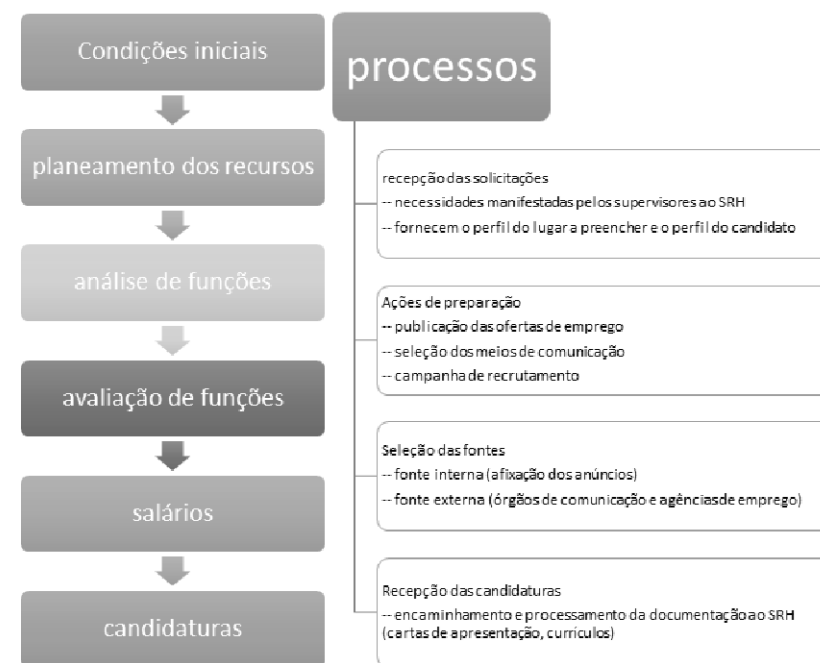 Condições iniciais
planeamento dos recursos
análise de funções
avaliação de funções
salários
candidaturas
processos
recepção das solicitações
-- necessidades manifestadas pelos supervisores ao SRH
-- fornecem o perfil do lugar a preencher e o perfil do candidato
Ações de preparação
-- publicação das ofertas de emprego
-- seleção dos meios de comunicação
-- campanha de recrutamento
Seleção das fontes
-- fonte interna (afixação dos anúncios)
-- fonte externa (órgãos de comunicação e agências de emprego)
Recepção das candidaturas
-- encaminhamento e processamento da documentação ao SRH
(cartas de apresentação, currículos)